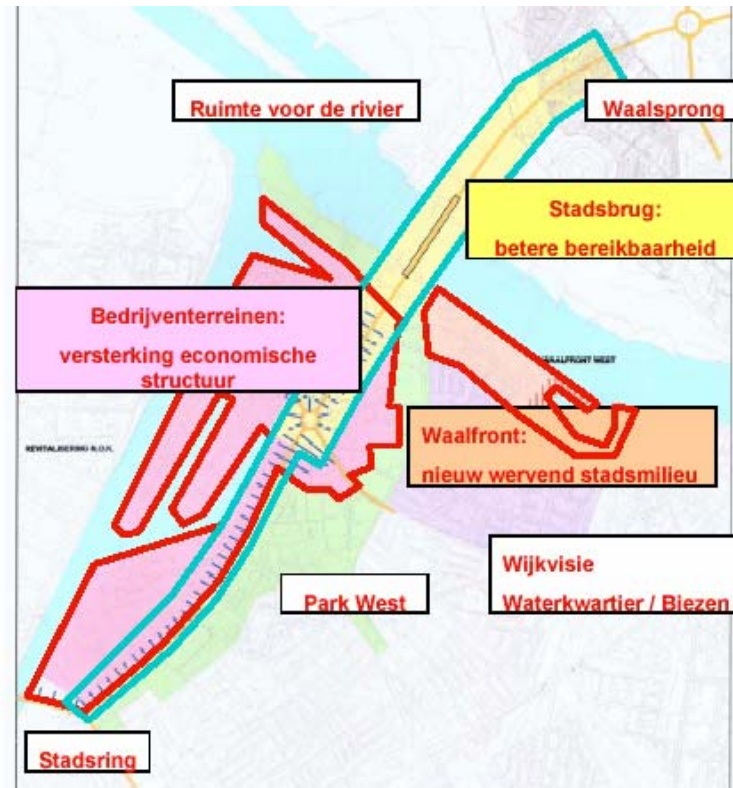 Ruimte voor de rivier
Waalsprong
Stadsbrug:
betere bereikbaarheid
Bedrijventerreinen:
versterking economische
structuur
WAALFRONT WEST
Waalfront:
nieuw wervend stadsmilieu
REVITALISERING N.O.K.
Wijkvisie
Waterkwartier / Biezen
Park West
Stadsring